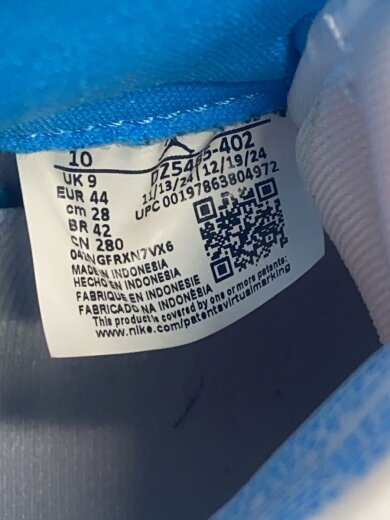 10
UK 9
EUR 44
cm 28
BR 42
CN 280
MADE IN INDONESIA
HECHO EN INDONESIA
FABRIQUE EN INDONESIE
FABRICADO NA INDONÉSIA
This product is covered by one or more patents:
www.nike.com/patentsvirtualmarking
11/13/24 12/19/24
UPC 00197863804972